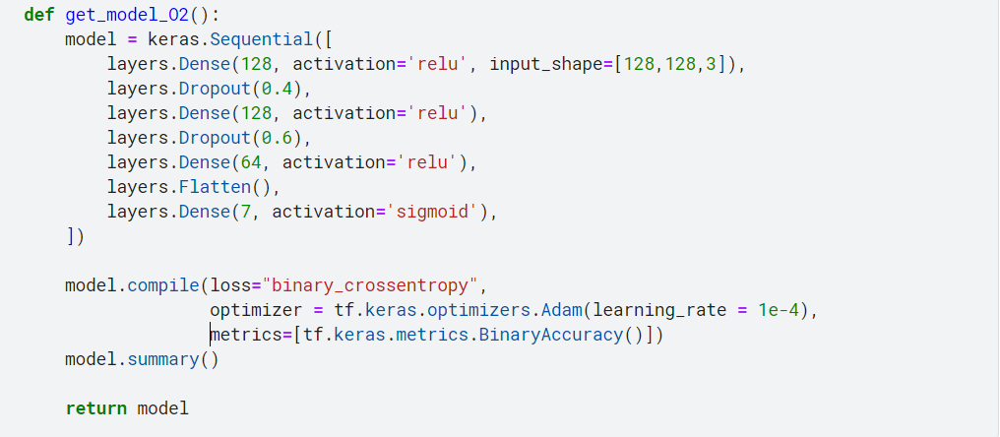 def get_model_02():
    model = keras.Sequential([
        layers.Dense(128, activation='relu', input_shape=[128,128,3]),
        layers.Dropout(0.4),
        layers.Dense(128, activation='relu'),
        layers.Dropout(0.6),
        layers.Dense(64, activation='relu'),
        layers.Flatten(),
        layers.Dense(7, activation='sigmoid'),
    ])

    model.compile(loss="binary_crossentropy",
                  optimizer = tf.keras.optimizers.Adam(learning_rate = 1e-4),
                  metrics=[tf.keras.metrics.BinaryAccuracy()])
    model.summary()

    return model